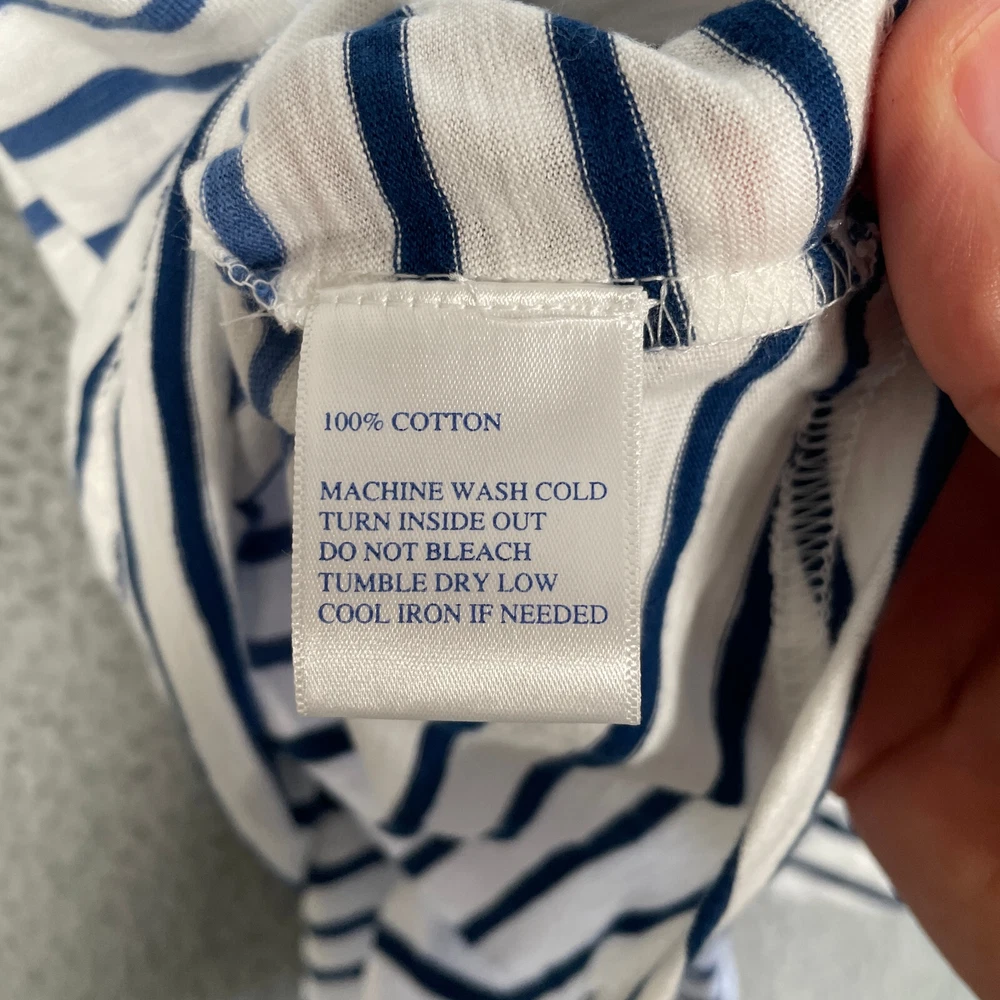 100% COTTON
MACHINE WASH COLD
TURN INSIDE OUT
DO NOT BLEACH
TUMBLE DRY LOW
COOL IRON IF NEEDED